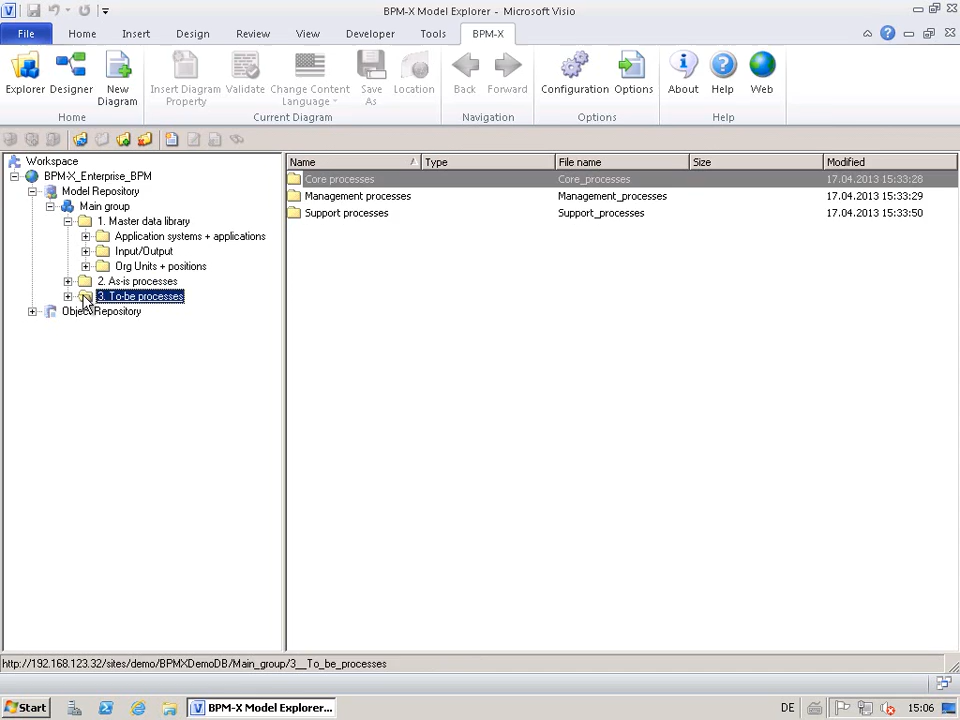 BPM-X Model Explorer - Microsoft Visio
File Home Insert Design Review View Developer Tools BPM-X
Explorer Designer New Diagram Insert Diagram Property Validate Change Content Language Save As Location Back Forward Configuration Options About Help Web
Home Current Diagram Navigation Options Help
Workspace
BPM-X_Enterprise_BPM
Model Repository
Main group
1. Master data library
Application systems + applications
Input/Output
Org Units + positions
2. As-is processes
3. To-be processes
Object Repository
Name Type File name Size Modified
Core processes Core_processes 17.04.2013 15:33:28
Management processes Management_processes 17.04.2013 15:33:29
Support processes Support_processes 17.04.2013 15:33:50
http://192.168.123.32/sites/demo/BPMXDemoDB/Main_group/3__To_be_processes
Start BPM-X Model Explorer... DE 15:06